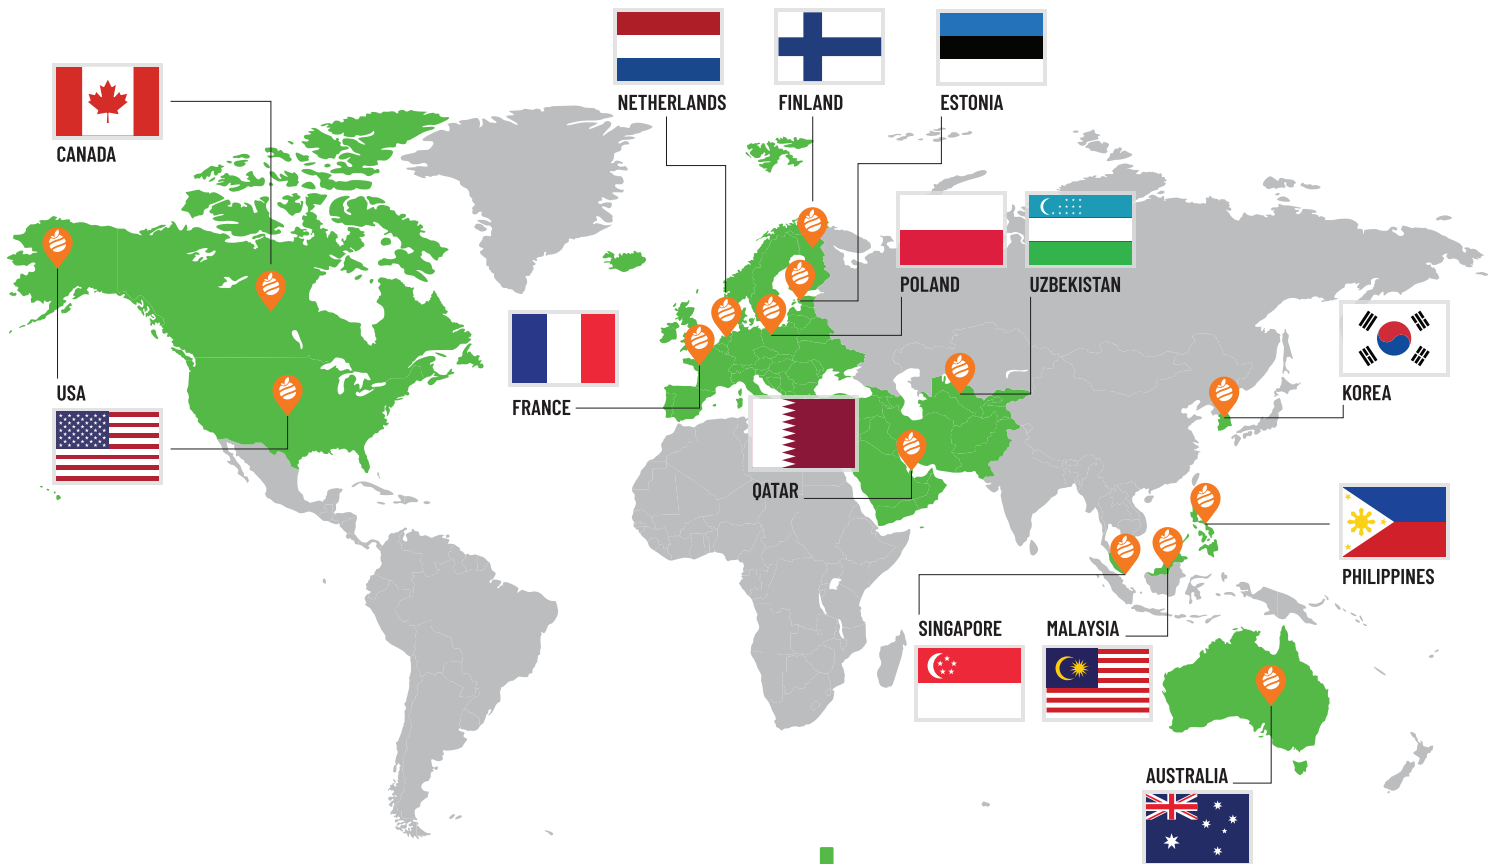 NETHERLANDS
FINLAND
ESTONIA
CANADA
POLAND
UZBEKISTAN
USA
FRANCE
KOREA
QATAR
PHILIPPINES
SINGAPORE
MALAYSIA
AUSTRALIA